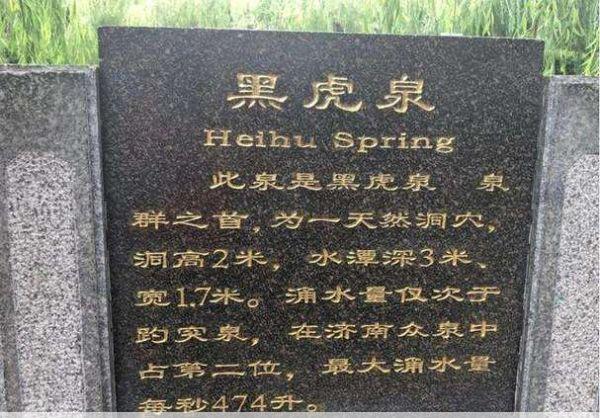 黑虎泉
Heihu Spring
此泉是黑虎泉 泉
群之首，为一天然洞穴，
洞高2米，水潭深3米、
宽1.7米。涌水量仅次于
趵突泉，在济南众泉中
占第二位，最大涌水量
每秒474升。